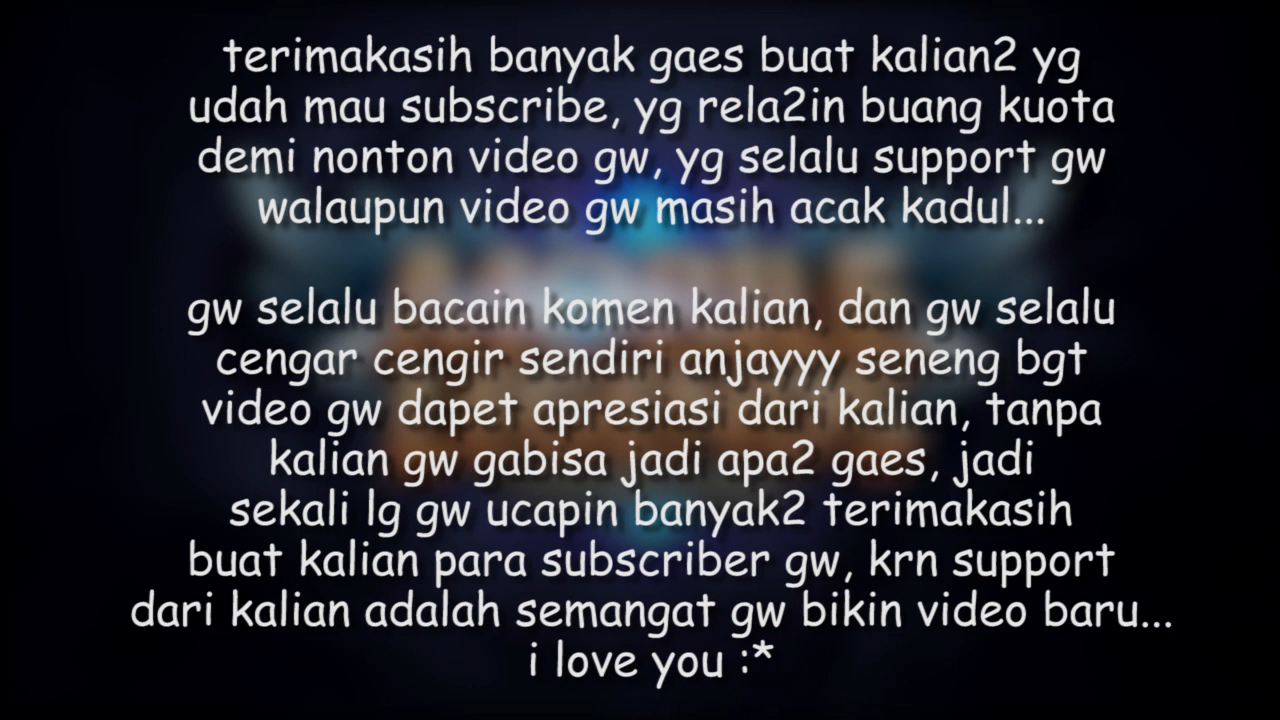 terimakasih banyak gaes buat kalian2 yg
udah mau subscribe, yg rela2in buang kuota
demi nonton video gw, yg selalu support gw
walaupun video gw masih acak kadul...
gw selalu bacain komen kalian, dan gw selalu
cengar cengir sendiri anjayyy seneng bgt
video gw dapet apresiasi dari kalian, tanpa
kalian gw gabisa jadi apa2 gaes, jadi
sekali lg gw ucapin banyak2 terimakasih
buat kalian para subscriber gw, krn support
dari kalian adalah semangat gw bikin video baru...
i love you :*